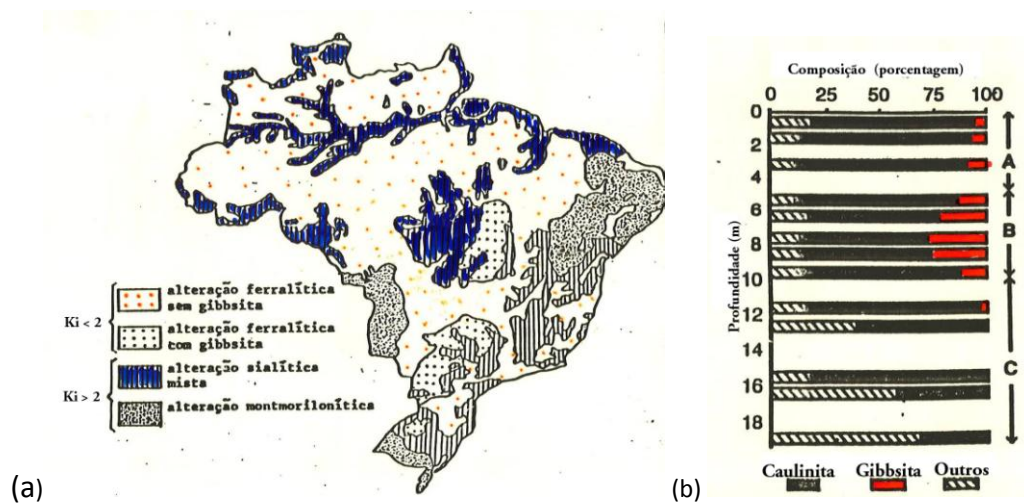 alteração ferralítica
sem gibbsita
Ki < 2
alteração ferralítica
com gibbsita
alteração sialítica
mista
Ki > 2
alteração montmorilonítica
(a)
Composição (porcentagem)
0 25 50 75 100
Profundidade (m)
0
2
4
6
8
10
12
14
16
18
A
B
C
Caulinita Gibbsita Outros
(b)